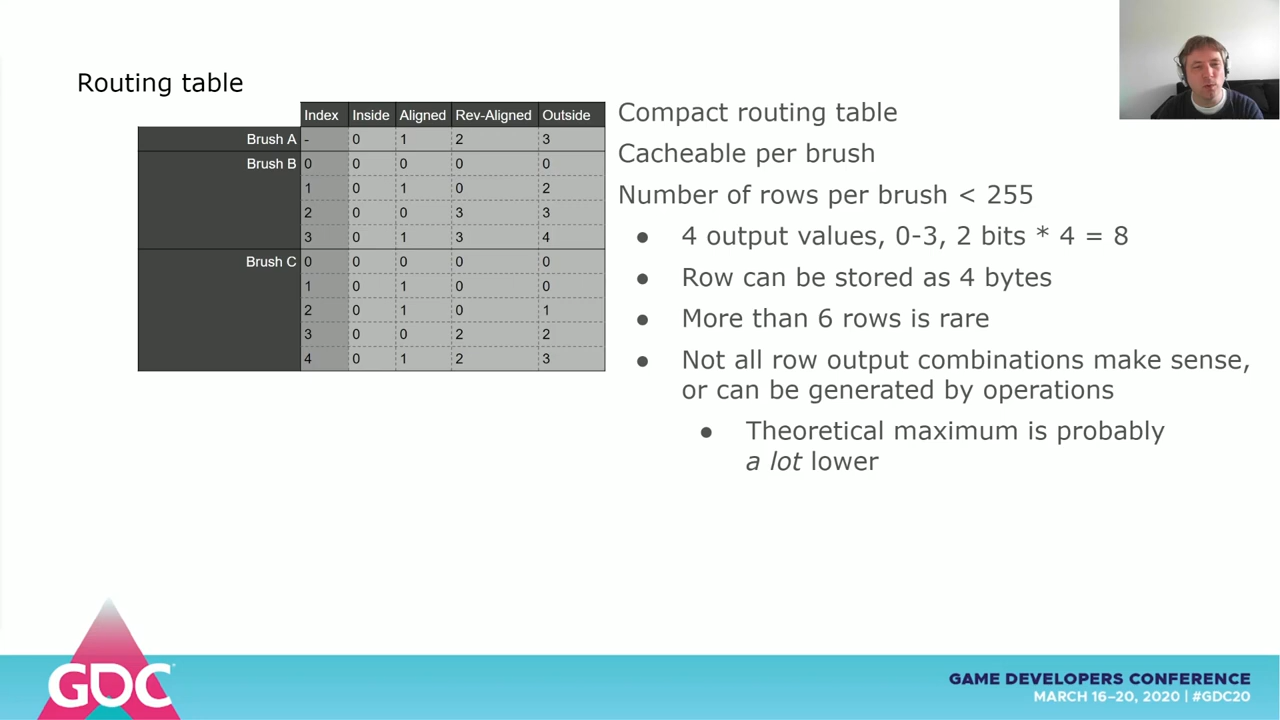 Routing table
Index Inside Aligned Rev-Aligned Outside
Brush A - 0 1 2 3
Brush B 0 0 0 0 0
1 0 1 0 2
2 0 0 3 3
3 0 1 3 4
Brush C 0 0 0 0 0
1 0 1 0 0
2 0 1 0 1
3 0 0 2 2
4 0 1 2 3
Compact routing table
Cacheable per brush
Number of rows per brush < 255
● 4 output values, 0-3, 2 bits * 4 = 8
● Row can be stored as 4 bytes
● More than 6 rows is rare
● Not all row output combinations make sense,
or can be generated by operations
● Theoretical maximum is probably
a lot lower
GDC
GAME DEVELOPERS CONFERENCE
MARCH 16–20, 2020 | #GDC20